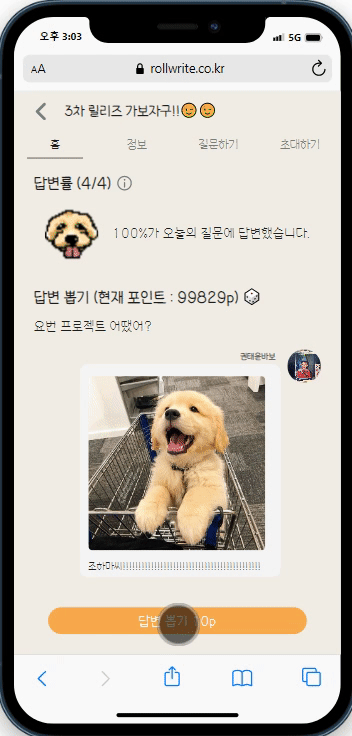 오후 3:03
5G
AA rollwrite.co.kr
3차 릴리즈 가보자구!!😉🙂
홈 정보 질문하기 초대하기
답변률 (4/4)
100%가 오늘의 질문에 답변했습니다.
답변 뽑기 (현재 포인트 : 99829p)
요번 프로젝트 어땠어?
권태윤바보
답변 뽑기 0p